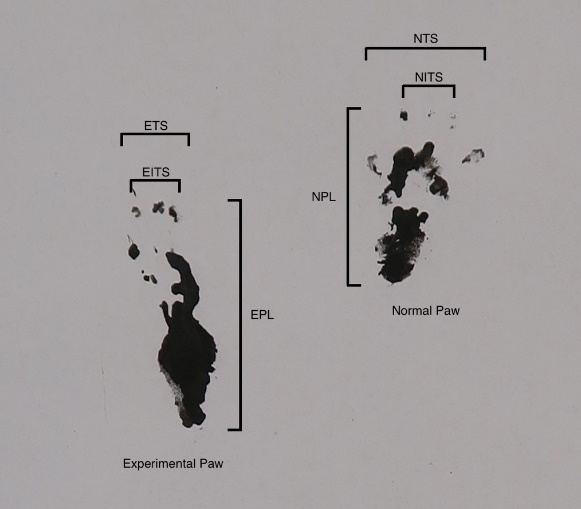 NTS
NITS
ETS
EITS
NPL
EPL
Normal Paw
Experimental Paw